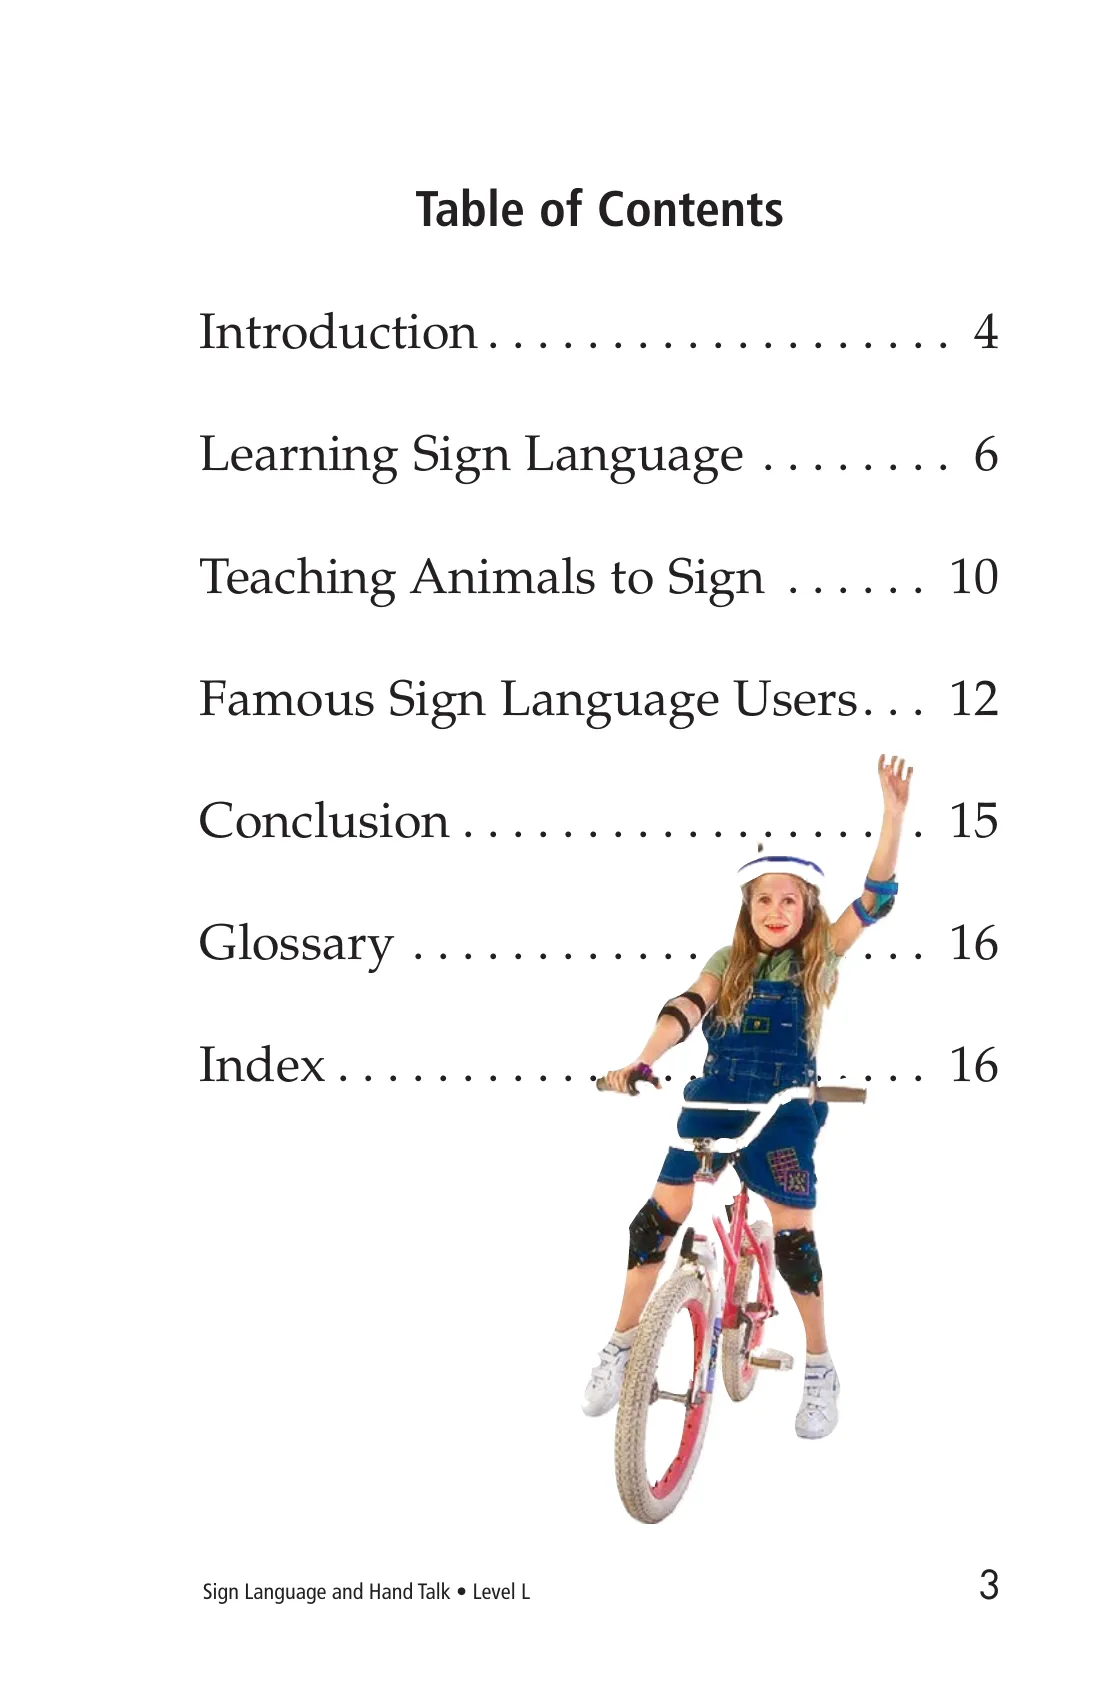 Table of Contents
Introduction . . . . . . . . . . . . . . . . . . . 4
Learning Sign Language . . . . . . . . 6
Teaching Animals to Sign . . . . . . 10
Famous Sign Language Users. . . 12
Conclusion . . . . . . . . . . . . . . . . . . . 15
Glossary . . . . . . . . . . . . . . . . . . . . . 16
Index . . . . . . . . . . . . . . . . . . . . . . . . 16
Sign Language and Hand Talk • Level L 3